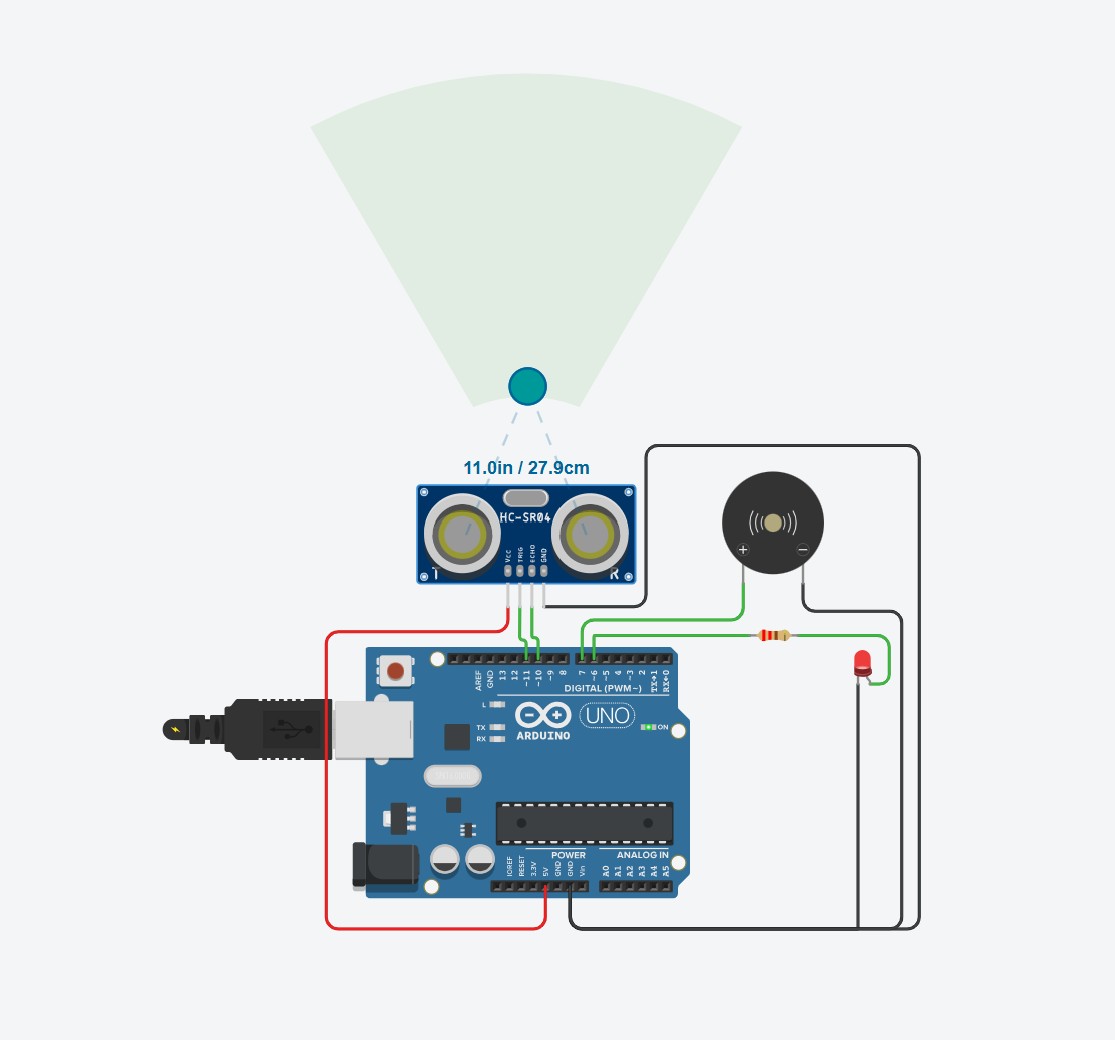 11.0in / 27.9cm
HC-SR04
Vcc
TRIG
ECHO
GND
T
R
AREF
GND
13
12
~11
~10
~9
8
7
~6
~5
4
~3
2
TX→1
RX←0
DIGITAL (PWM~)
L
TX
RX
ARDUINO
UNO
ON
POWER
ANALOG IN
IOREF
RESET
3.3V
5V
GND
GND
Vin
A0
A1
A2
A3
A4
A5